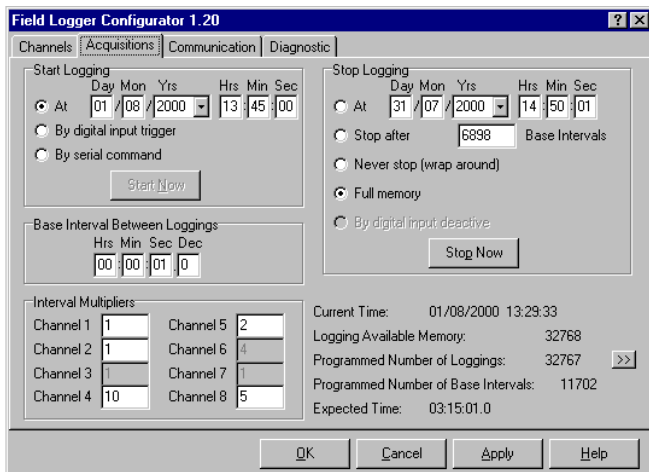 Field Logger Configurator 1.20
Channels Acquisitions Communication Diagnostic
Start Logging
Day Mon Yrs Hrs Min Sec
At 01 / 08 / 2000 13 : 45 : 00
By digital input trigger
By serial command
Start Now
Stop Logging
Day Mon Yrs Hrs Min Sec
At 31 / 07 / 2000 14 : 50 : 01
Stop after 6898 Base Intervals
Never stop (wrap around)
Full memory
By digital input deactive
Stop Now
Base Interval Between Loggings
Hrs Min Sec Dec
00 : 00 : 01 . 0
Interval Multipliers
Channel 1 1 Channel 5 2
Channel 2 1 Channel 6 4
Channel 3 1 Channel 7 1
Channel 4 10 Channel 8 5
Current Time: 01/08/2000 13:29:33
Logging Available Memory: 32768
Programmed Number of Loggings: 32767 >>
Programmed Number of Base Intervals: 11702
Expected Time: 03:15:01.0
OK Cancel Apply Help